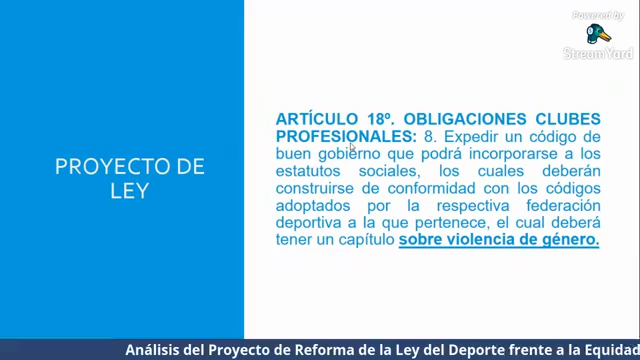 Powered by
StreamYard
ARTÍCULO 18º. OBLIGACIONES CLUBES
PROFESIONALES: 8. Expedir un código de
buen gobierno que podrá incorporarse a los
estatutos sociales, los cuales deberán
construirse de conformidad con los códigos
adoptados por la respectiva federación
deportiva a la que pertenece, el cual deberá
tener un capítulo sobre violencia de género.
PROYECTO DE
LEY
Análisis del Proyecto de Reforma de la Ley del Deporte frente a la Equidad